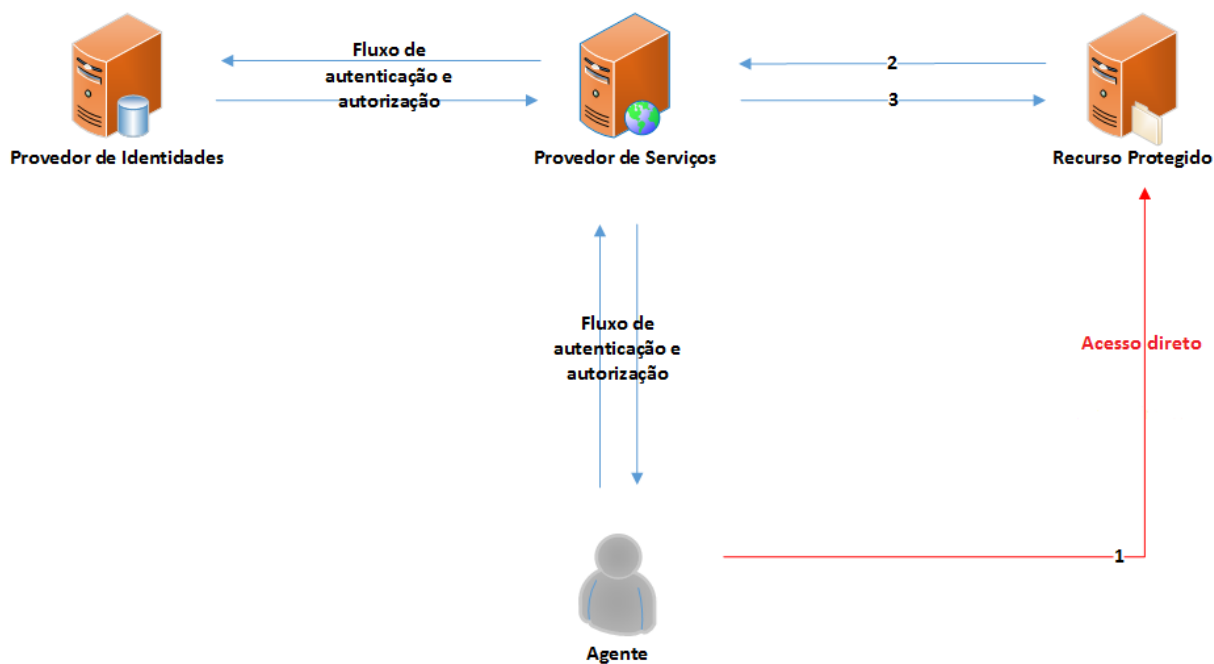 Fluxo de
autenticação e
autorização
2
3
Provedor de Identidades
Provedor de Serviços
Recurso Protegido
Fluxo de
autenticação e
autorização
Acesso direto
1
Agente